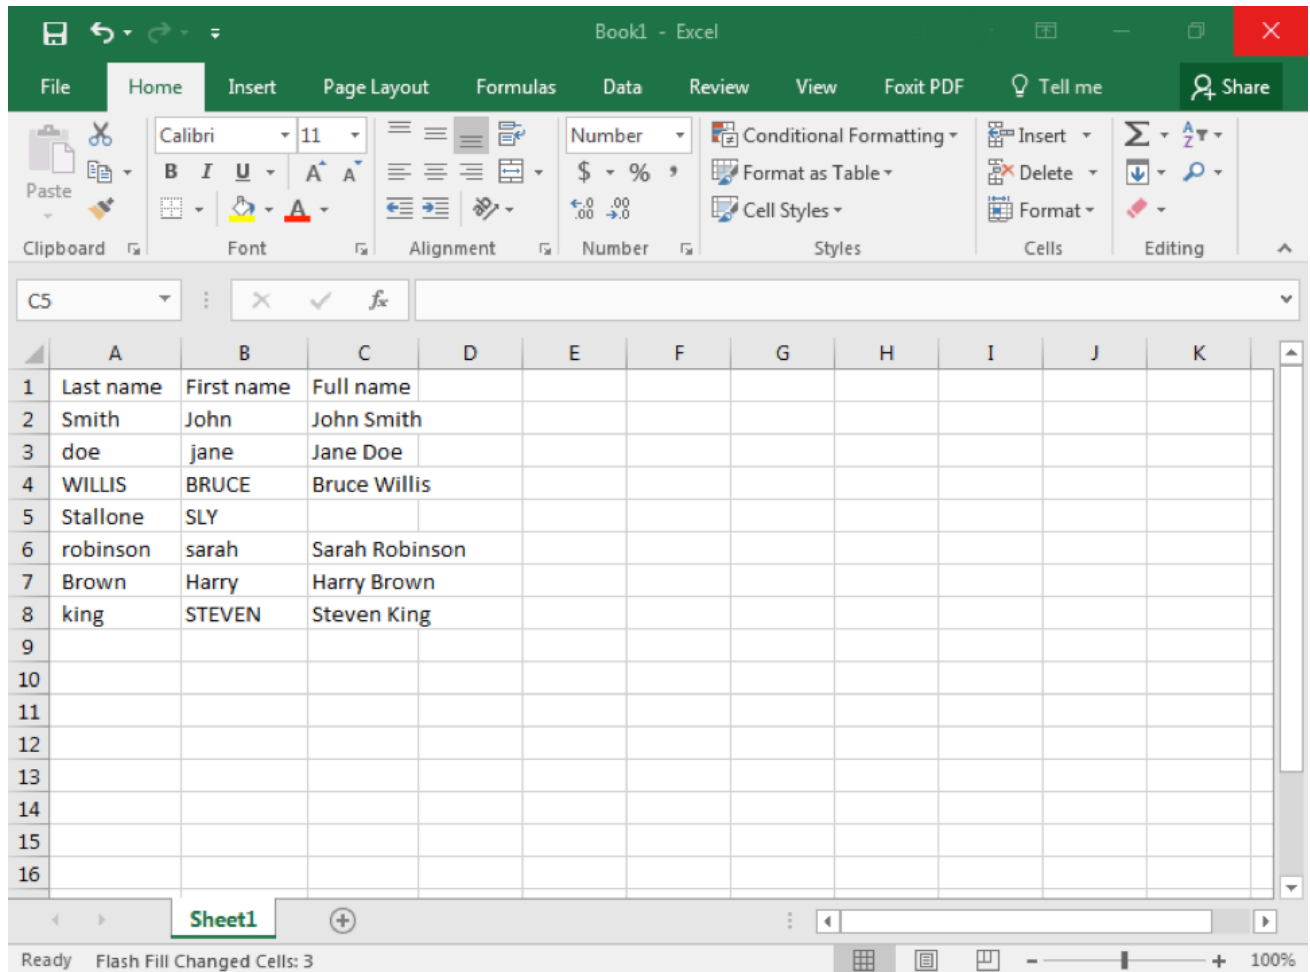 Book1 - Excel
File Home Insert Page Layout Formulas Data Review View Foxit PDF Tell me Share
Calibri 11 Number Conditional Formatting Insert
Paste B I U A A $ % , Format as Table Delete
A Cell Styles Format
Clipboard Font Alignment Number Styles Cells Editing
C5 fx
A B C D E F G H I J K
1 Last name First name Full name
2 Smith John John Smith
3 doe jane Jane Doe
4 WILLIS BRUCE Bruce Willis
5 Stallone SLY
6 robinson sarah Sarah Robinson
7 Brown Harry Harry Brown
8 king STEVEN Steven King
9
10
11
12
13
14
15
16
Sheet1
Ready Flash Fill Changed Cells: 3 100%